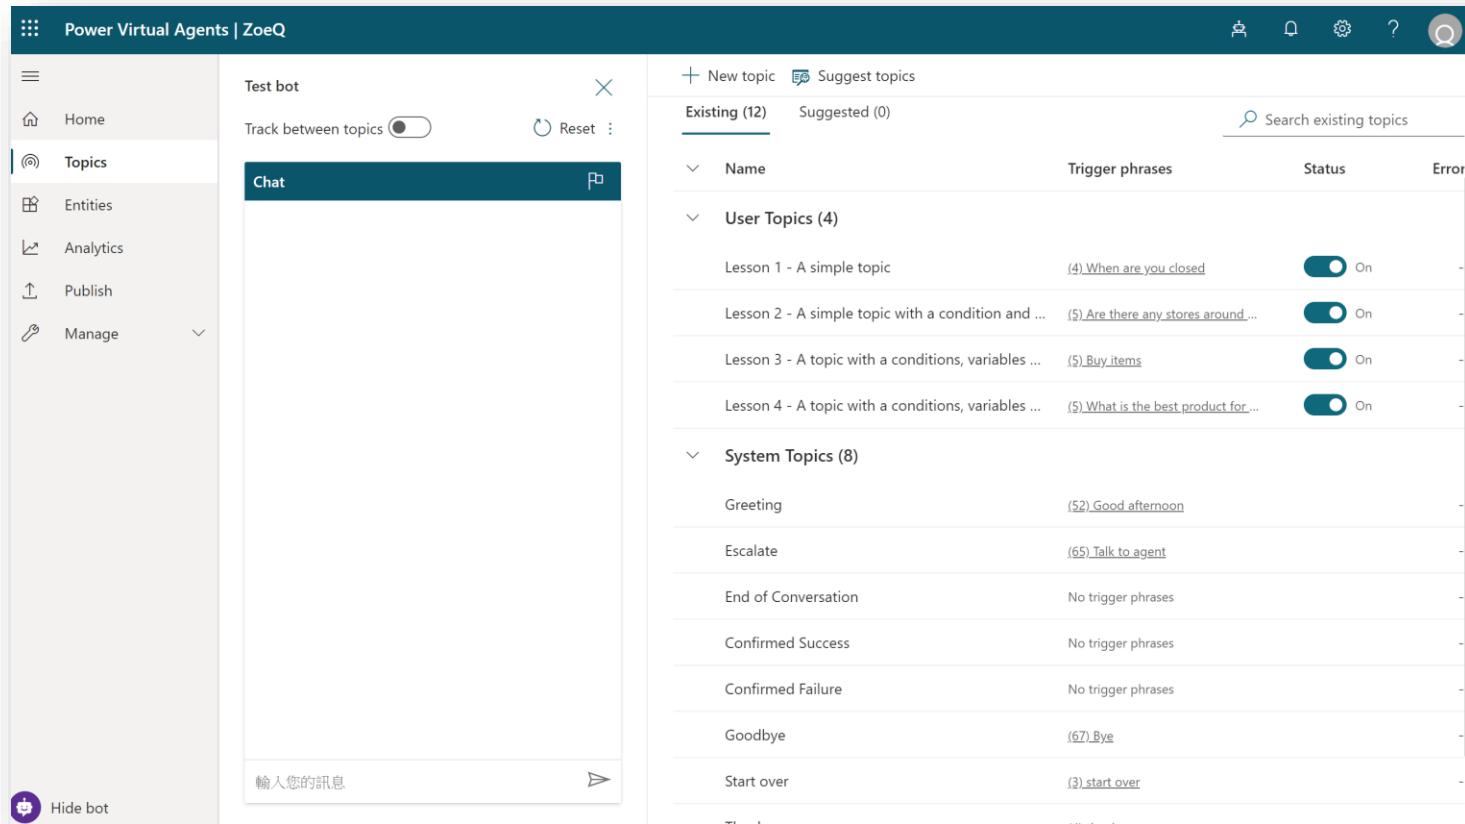 Power Virtual Agents | ZoeQ
Home
Topics
Entities
Analytics
Publish
Manage
Hide bot
Test bot
Track between topics
Reset
Chat
輸入您的訊息
New topic Suggest topics
Existing (12) Suggested (0)
Search existing topics
Name Trigger phrases Status Error
User Topics (4)
Lesson 1 - A simple topic (4) When are you closed On -
Lesson 2 - A simple topic with a condition and ... (5) Are there any stores around ... On -
Lesson 3 - A topic with a conditions, variables ... (5) Buy items On -
Lesson 4 - A topic with a conditions, variables ... (5) What is the best product for ... On -
System Topics (8)
Greeting (52) Good afternoon -
Escalate (65) Talk to agent -
End of Conversation No trigger phrases -
Confirmed Success No trigger phrases -
Confirmed Failure No trigger phrases -
Goodbye (67) Bye -
Start over (3) start over -